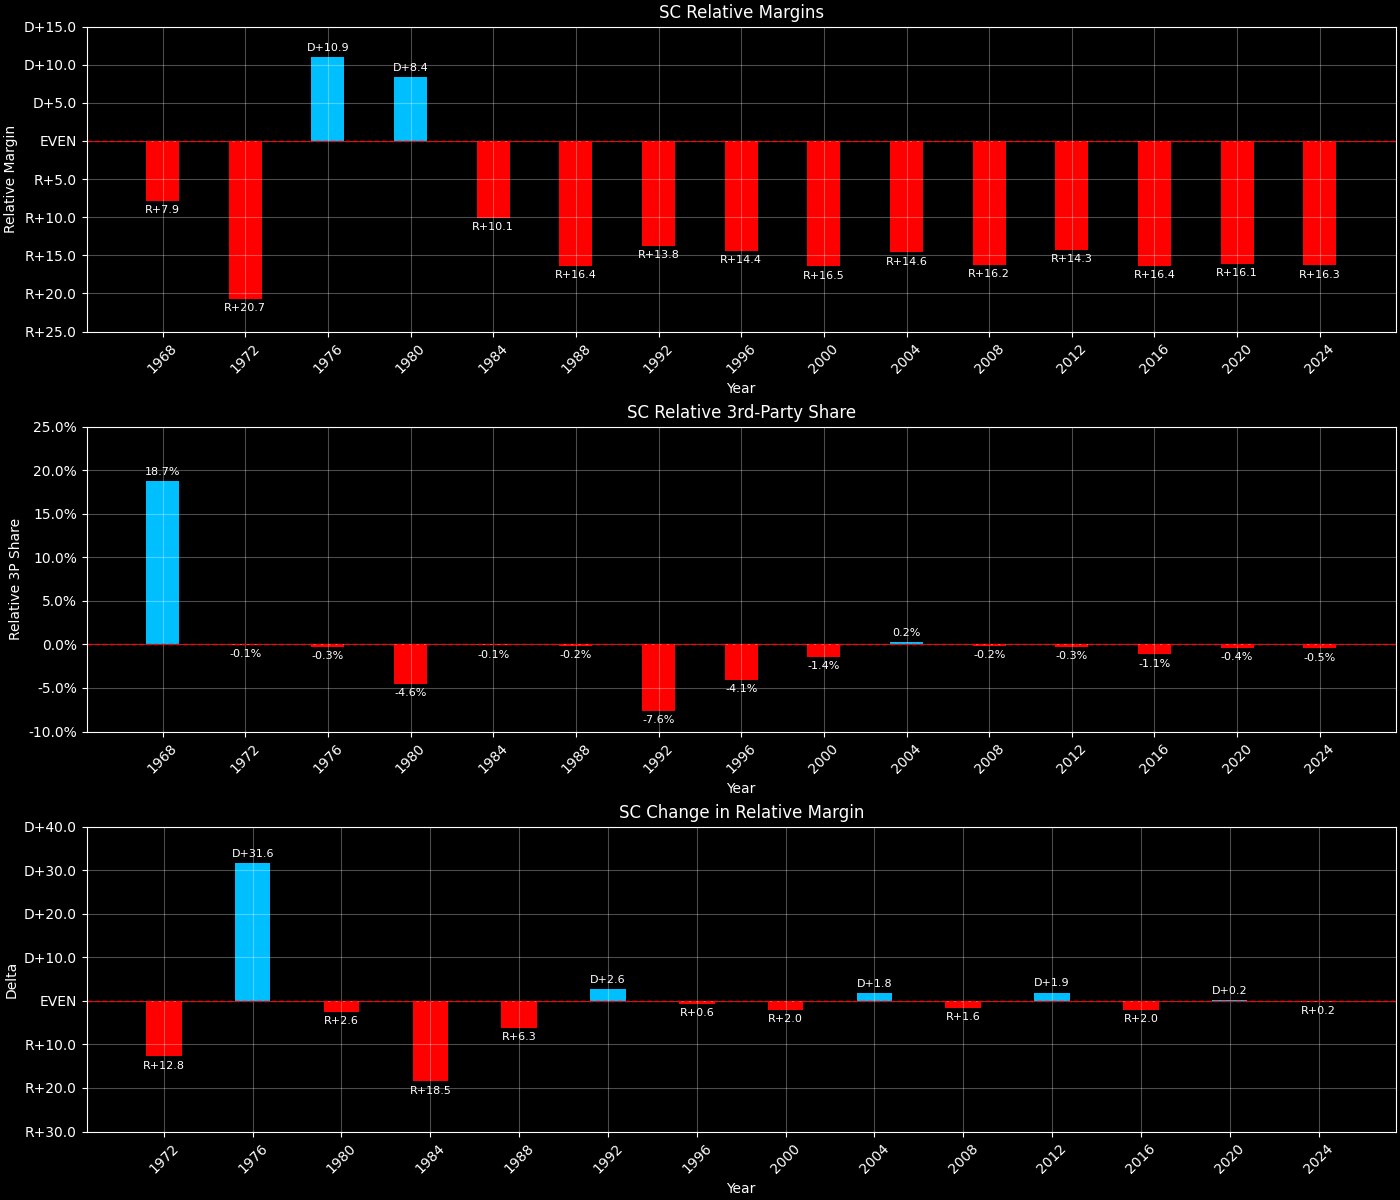 SC Relative Margins
D+15.0
D+10.0
D+5.0
EVEN
R+5.0
R+10.0
R+15.0
R+20.0
R+25.0
Relative Margin
R+7.9
R+20.7
D+10.9
D+8.4
R+10.1
R+16.4
R+13.8
R+14.4
R+16.5
R+14.6
R+16.2
R+14.3
R+16.4
R+16.1
R+16.3
1968 1972 1976 1980 1984 1988 1992 1996 2000 2004 2008 2012 2016 2020 2024
Year
SC Relative 3rd-Party Share
25.0%
20.0%
15.0%
10.0%
5.0%
0.0%
-5.0%
-10.0%
Relative 3P Share
18.7%
-0.1%
-0.3%
-4.6%
-0.1%
-0.2%
-7.6%
-4.1%
-1.4%
0.2%
-0.2%
-0.3%
-1.1%
-0.4%
-0.5%
1968 1972 1976 1980 1984 1988 1992 1996 2000 2004 2008 2012 2016 2020 2024
Year
SC Change in Relative Margin
D+40.0
D+30.0
D+20.0
D+10.0
EVEN
R+10.0
R+20.0
R+30.0
Delta
R+12.8
D+31.6
R+2.6
R+18.5
R+6.3
D+2.6
R+0.6
R+2.0
D+1.8
R+1.6
D+1.9
R+2.0
D+0.2
R+0.2
1972 1976 1980 1984 1988 1992 1996 2000 2004 2008 2012 2016 2020 2024
Year